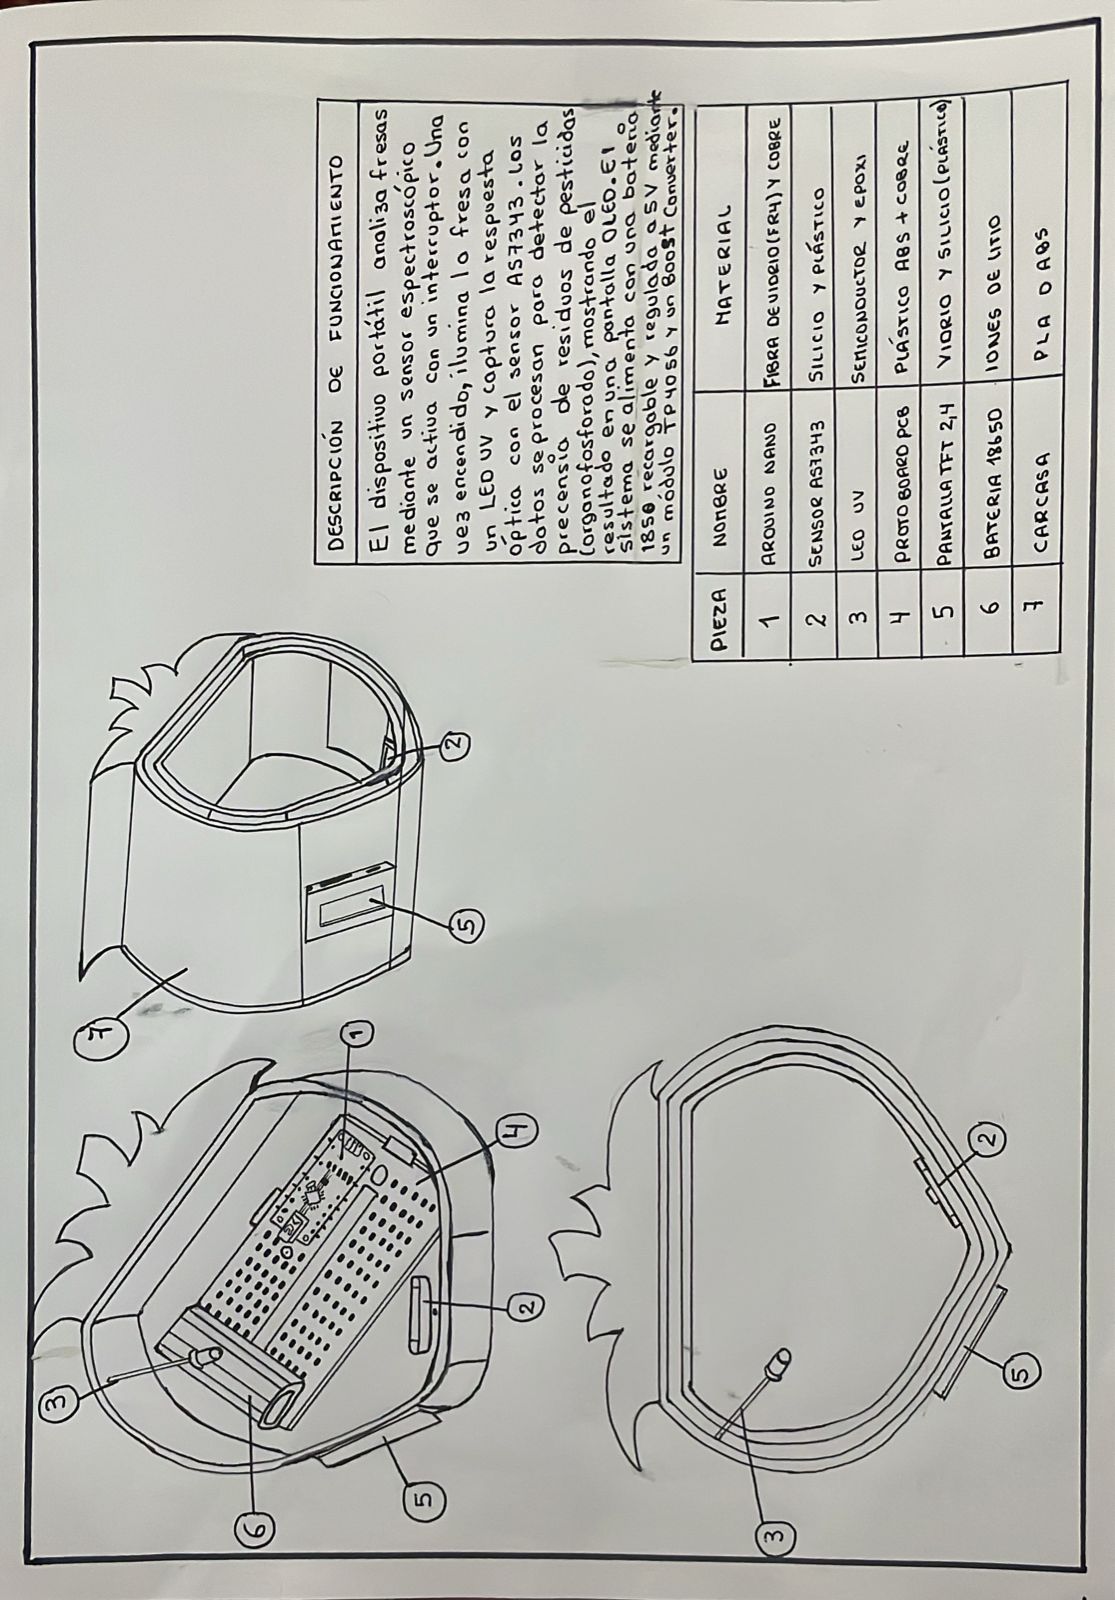 DESCRIPCIÓN DE FUNCIONAMIENTO
El dispositivo portátil analiza fresas
mediante un sensor espectroscópico
que se activa con un interruptor. Una
vez encendido, ilumina la fresa con
un LED UV y captura la respuesta
óptica con el sensor AS7343. Los
datos se procesan para detectar la
precensia de residuos de pesticidas
(organofosforado), mostrando el
resultado en una pantalla OLED. El
sistema se alimenta con una batería
1850 recargable y regulada a 5V mediante
un módulo TP4056 y un Boost Converter.
PIEZA NOMBRE MATERIAL
1 ARDUINO NANO FIBRA DE VIDRIO (FR4) Y COBRE
2 SENSOR AS7343 SILICIO Y PLÁSTICO
3 LED UV SEMICONDUCTOR Y EPOXI
4 PROTOBOARD PCB PLÁSTICO ABS + COBRE
5 PANTALLA TFT 2,4 VIDRIO Y SILICIO (PLÁSTICO)
6 BATERIA 18650 IONES DE LITIO
7 CARCASA PLA O ABS
3
6
5
2
4
1
7
5
2
3
5
2